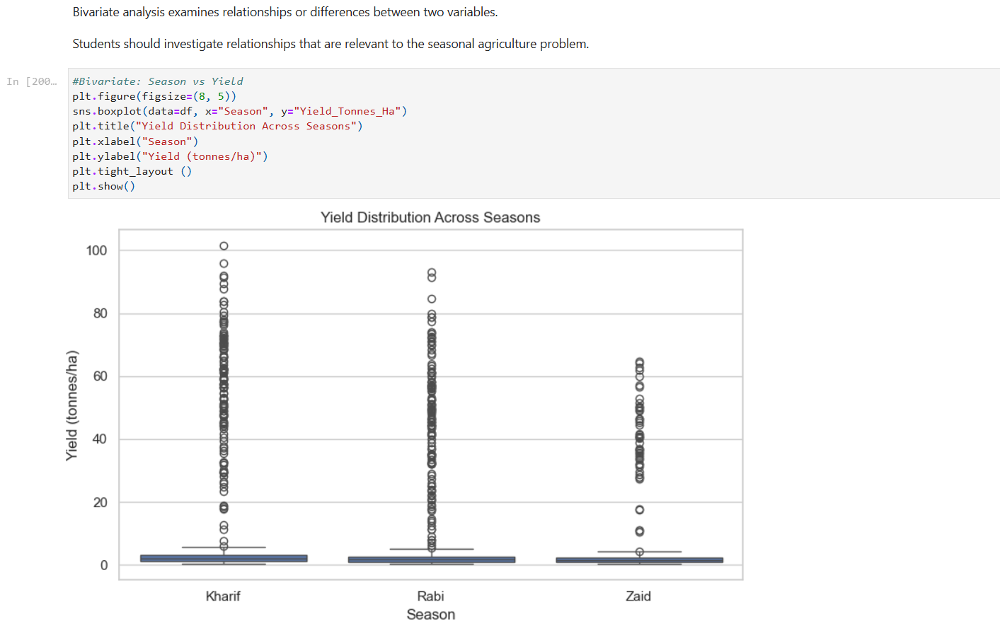 Bivariate analysis examines relationships or differences between two variables.
Students should investigate relationships that are relevant to the seasonal agriculture problem.
In [200…
#Bivariate: Season vs Yield
plt.figure(figsize=(8, 5))
sns.boxplot(data=df, x="Season", y="Yield_Tonnes_Ha")
plt.title("Yield Distribution Across Seasons")
plt.xlabel("Season")
plt.ylabel("Yield (tonnes/ha)")
plt.tight_layout ()
plt.show()
Yield Distribution Across Seasons
100
80
60
40
20
0
Yield (tonnes/ha)
Kharif Rabi Zaid
Season